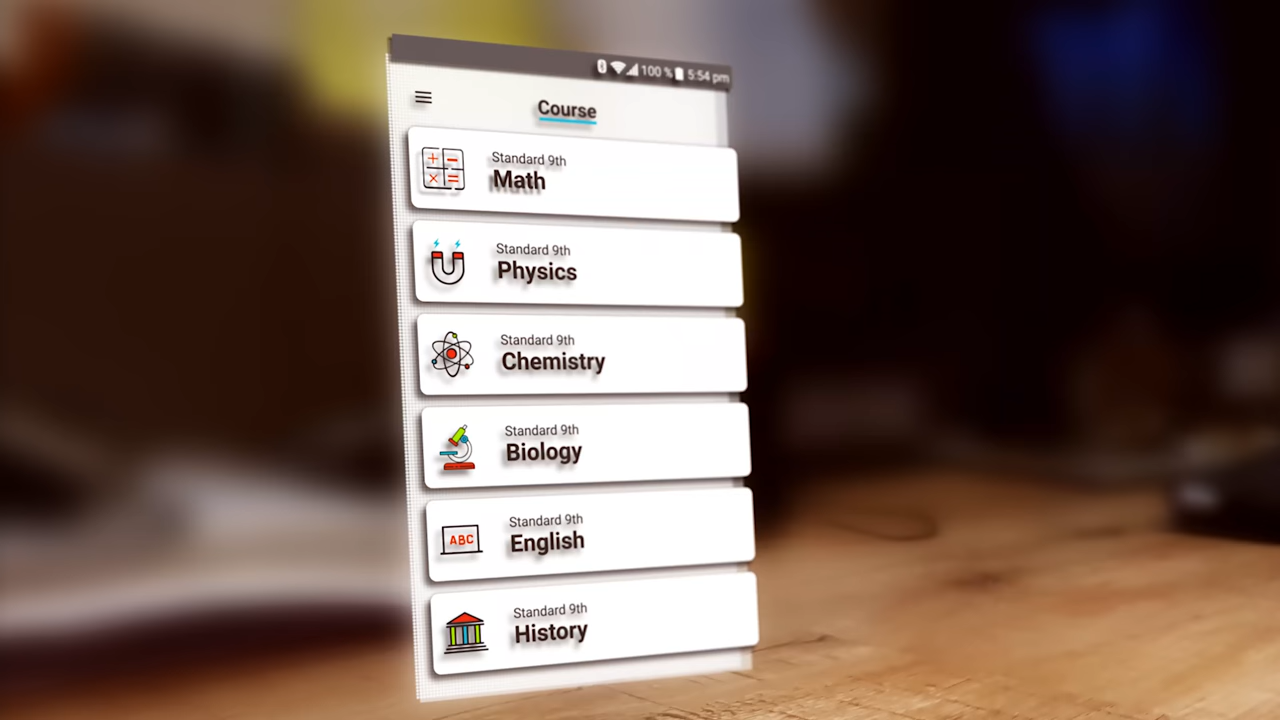 100 % 5:54 pm
Course
Standard 9th
Math
Standard 9th
Physics
Standard 9th
Chemistry
Standard 9th
Biology
ABC
Standard 9th
English
Standard 9th
History